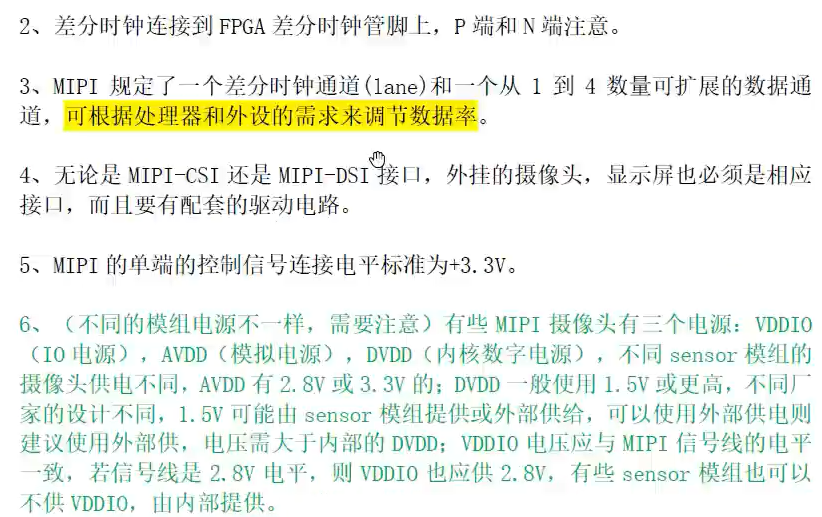 2、差分时钟连接到 FPGA 差分时钟管脚上，P 端和 N 端注意。
3、MIPI 规定了一个差分时钟通道(lane)和一个从 1 到 4 数量可扩展的数据通
道，可根据处理器和外设的需求来调节数据率。
4、无论是 MIPI-CSI 还是 MIPI-DSI 接口，外挂的摄像头，显示屏也必须是相应
接口，而且要有配套的驱动电路。
5、MIPI 的单端的控制信号连接电平标准为+3.3V。
6、（不同的模组电源不一样，需要注意）有些 MIPI 摄像头有三个电源：VDDIO
（IO 电源），AVDD（模拟电源），DVDD（内核数字电源），不同 sensor 模组的
摄像头供电不同，AVDD 有 2.8V 或 3.3V 的；DVDD 一般使用 1.5V 或更高，不同厂
家的设计不同，1.5V 可能由 sensor 模组提供或外部供给，可以使用外部供电则
建议使用外部供，电压需大于内部的 DVDD；VDDIO 电压应与 MIPI 信号线的电平
一致，若信号线是 2.8V 电平，则 VDDIO 也应供 2.8V，有些 sensor 模组也可以
不供 VDDIO，由内部提供。